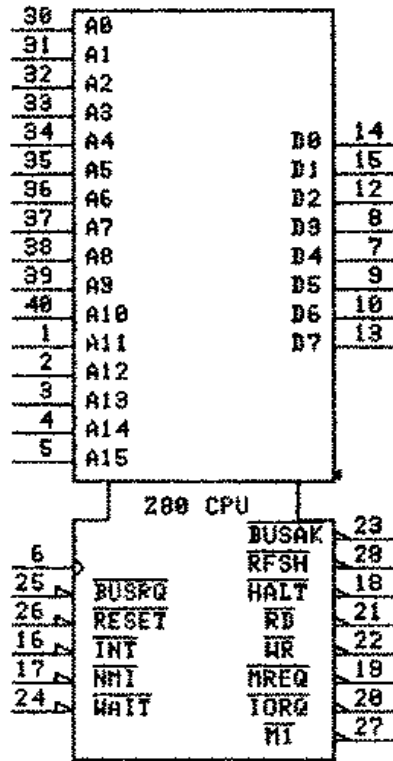 30 A0
31 A1
32 A2
33 A3
34 A4 D0 14
35 A5 D1 15
36 A6 D2 12
37 A7 D3 8
38 A8 D4 7
39 A9 D5 9
40 A10 D6 10
1 A11 D7 13
2 A12
3 A13
4 A14
5 A15
Z80 CPU
BUSAK 23
6 RFSH 28
25 BUSRQ HALT 18
26 RESET RD 21
16 INT WR 22
17 NMI MREQ 19
24 WAIT IORQ 20
M1 27